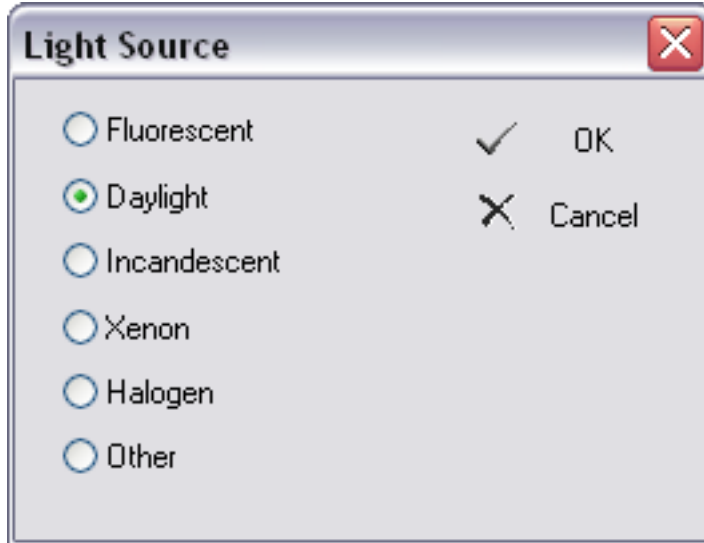 Light Source
Fluorescent
Daylight
Incandescent
Xenon
Halogen
Other
OK
Cancel